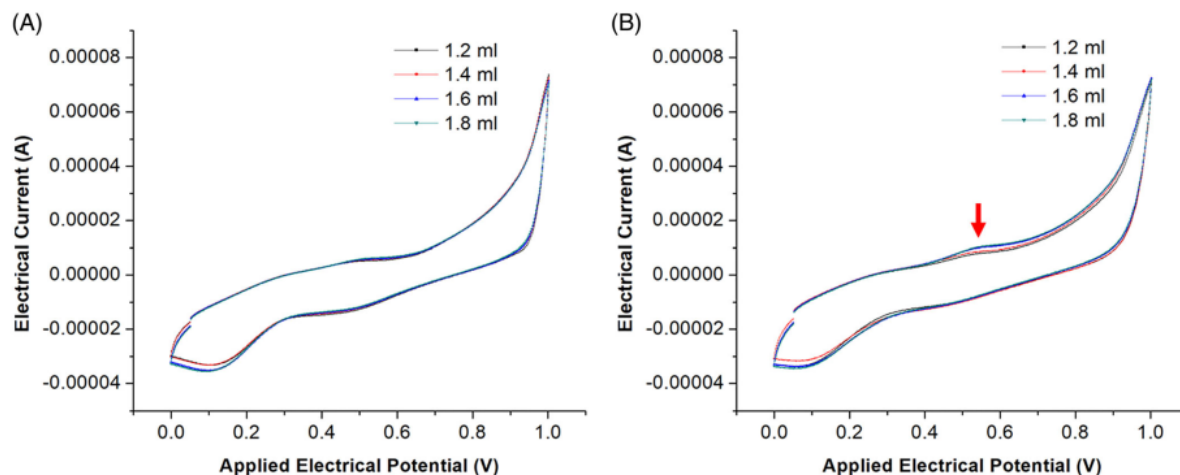 (A)
Electrical Current (A)
0.00008
0.00006
0.00004
0.00002
0.00000
-0.00002
-0.00004
1.2 ml
1.4 ml
1.6 ml
1.8 ml
0.0 0.2 0.4 0.6 0.8 1.0
Applied Electrical Potential (V)
(B)
Electrical Current (A)
0.00008
0.00006
0.00004
0.00002
0.00000
-0.00002
-0.00004
1.2 ml
1.4 ml
1.6 ml
1.8 ml
0.0 0.2 0.4 0.6 0.8 1.0
Applied Electrical Potential (V)